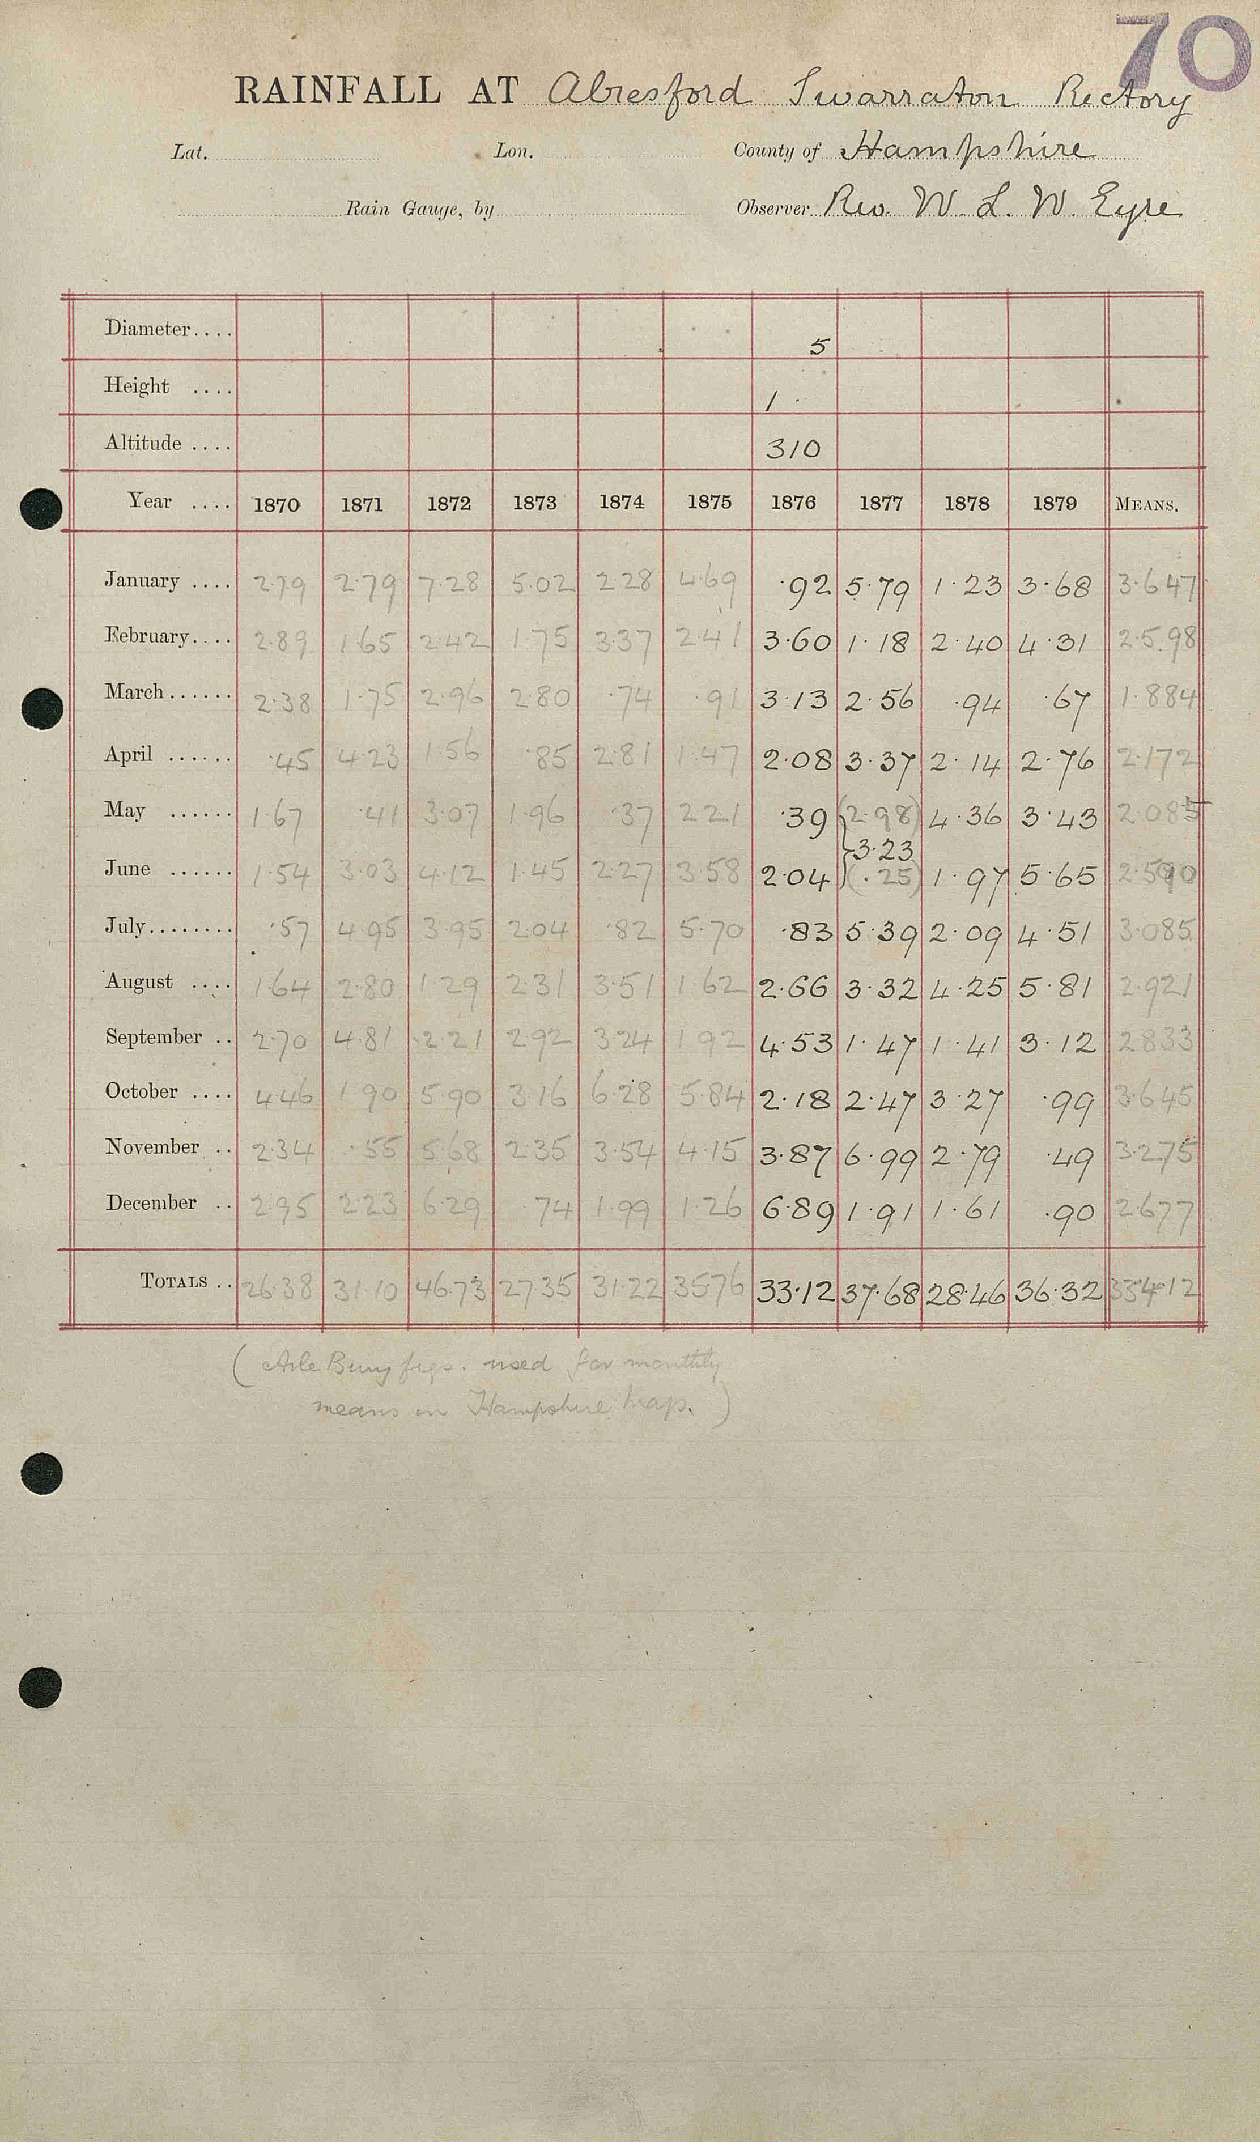 70
RAINFALL AT Alresford Swarraton Rectory
Lat. Lon. County of Hampshire
Rain Gauge, by Observer Rev. W. L. W. Eyre
Diameter.... 5
Height .... 1
Altitude .... 310
Year .... 1870 1871 1872 1873 1874 1875 1876 1877 1878 1879 MEANS.
January .... 2.79 2.79 7.28 5.02 2.28 4.69 .92 5.79 1.23 3.68 3.647
February.... 2.89 1.65 2.42 1.75 3.37 2.41 3.60 1.18 2.40 4.31 2.598
March...... 2.38 1.75 2.96 2.80 .74 .91 3.13 2.56 .94 .67 1.884
April ...... .45 4.23 1.56 .85 2.81 1.47 2.08 3.37 2.14 2.76 2.172
May ...... 1.67 .41 3.07 1.96 .37 2.21 .39 (2.98) 4.36 3.43 2.085
3.23
June ...... 1.54 3.03 4.12 1.45 2.27 3.58 2.04 (.25) 1.97 5.65 2.590
July........ .57 4.95 3.95 2.04 .82 5.70 .83 5.39 2.09 4.51 3.085
August .... 1.64 2.80 1.29 2.31 3.51 1.62 2.66 3.32 4.25 5.81 2.921
September .. 2.70 4.81 2.21 2.92 3.24 1.92 4.53 1.47 1.41 3.12 2.833
October .... 4.46 1.90 5.90 3.16 6.28 5.84 2.18 2.47 3.27 .99 3.645
November .. 2.34 .55 5.68 2.35 3.54 4.15 3.87 6.99 2.79 .49 3.275
December .. 2.95 2.23 6.29 .74 1.99 1.26 6.89 1.91 1.61 .90 2.677
TOTALS .. 26.38 31.10 46.73 27.35 31.22 35.76 33.12 37.68 28.46 36.32 33.412
(Arle Bury figs. used for monthly
means in Hampshire map.)